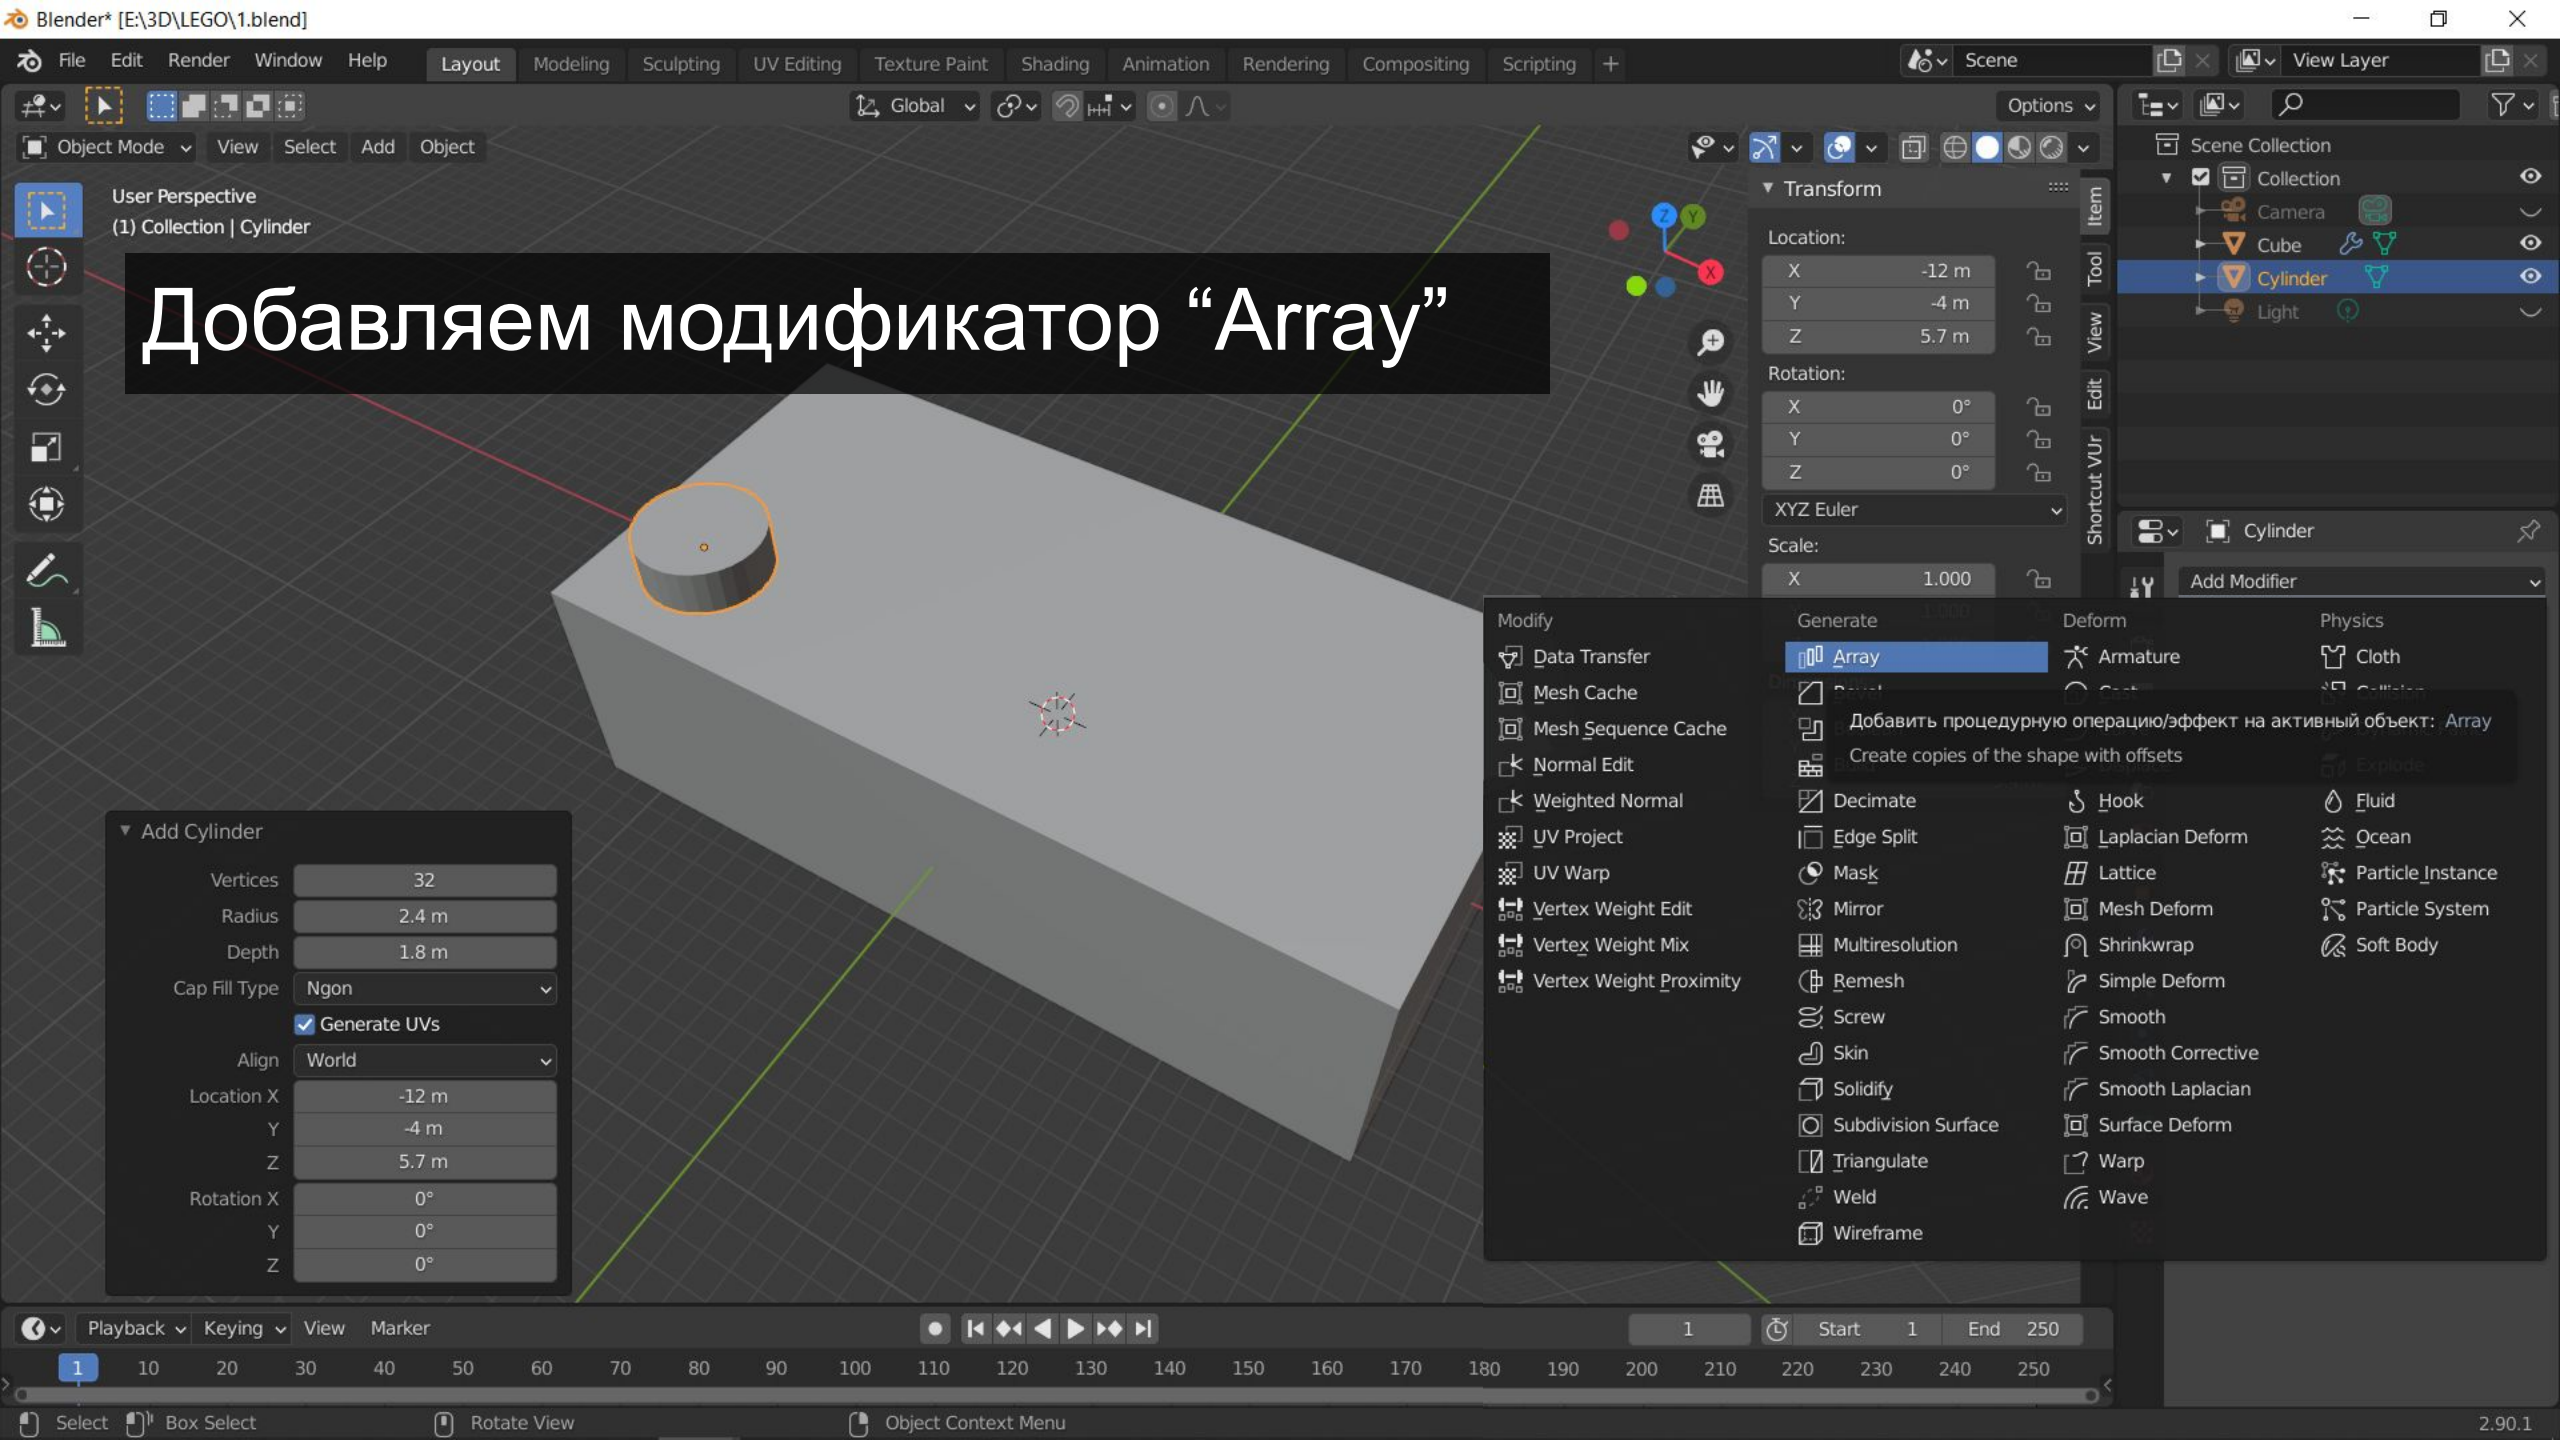 Blender* [E:\3D\LEGO\1.blend]
File Edit Render Window Help Layout Modeling Sculpting UV Editing Texture Paint Shading Animation Rendering Compositing Scripting + Scene View Layer
Global Options
Object Mode View Select Add Object
User Perspective
(1) Collection | Cylinder
Добавляем модификатор “Array”
Z Y X
Transform
Location:
X -12 m
Y -4 m
Z 5.7 m
Rotation:
X 0°
Y 0°
Z 0°
XYZ Euler
Scale:
X 1.000
Item
Tool
View
Edit
Shortcut VUr
Scene Collection
Collection
Camera
Cube
Cylinder
Light
Cylinder
Add Modifier
Modify
Data Transfer
Mesh Cache
Mesh Sequence Cache
Normal Edit
Weighted Normal
UV Project
UV Warp
Vertex Weight Edit
Vertex Weight Mix
Vertex Weight Proximity
Generate
Array
Добавить процедурную операцию/эффект на активный объект: Array
Create copies of the shape with offsets
Decimate
Edge Split
Mask
Mirror
Multiresolution
Remesh
Screw
Skin
Solidify
Subdivision Surface
Triangulate
Weld
Wireframe
Deform
Armature
Hook
Laplacian Deform
Lattice
Mesh Deform
Shrinkwrap
Simple Deform
Smooth
Smooth Corrective
Smooth Laplacian
Surface Deform
Warp
Wave
Physics
Cloth
Explode
Fluid
Ocean
Particle Instance
Particle System
Soft Body
Add Cylinder
Vertices 32
Radius 2.4 m
Depth 1.8 m
Cap Fill Type Ngon
Generate UVs
Align World
Location X -12 m
Y -4 m
Z 5.7 m
Rotation X 0°
Y 0°
Z 0°
Playback Keying View Marker 1 Start 1 End 250
1 10 20 30 40 50 60 70 80 90 100 110 120 130 140 150 160 170 180 190 200 210 220 230 240 250
Select Box Select Rotate View Object Context Menu 2.90.1